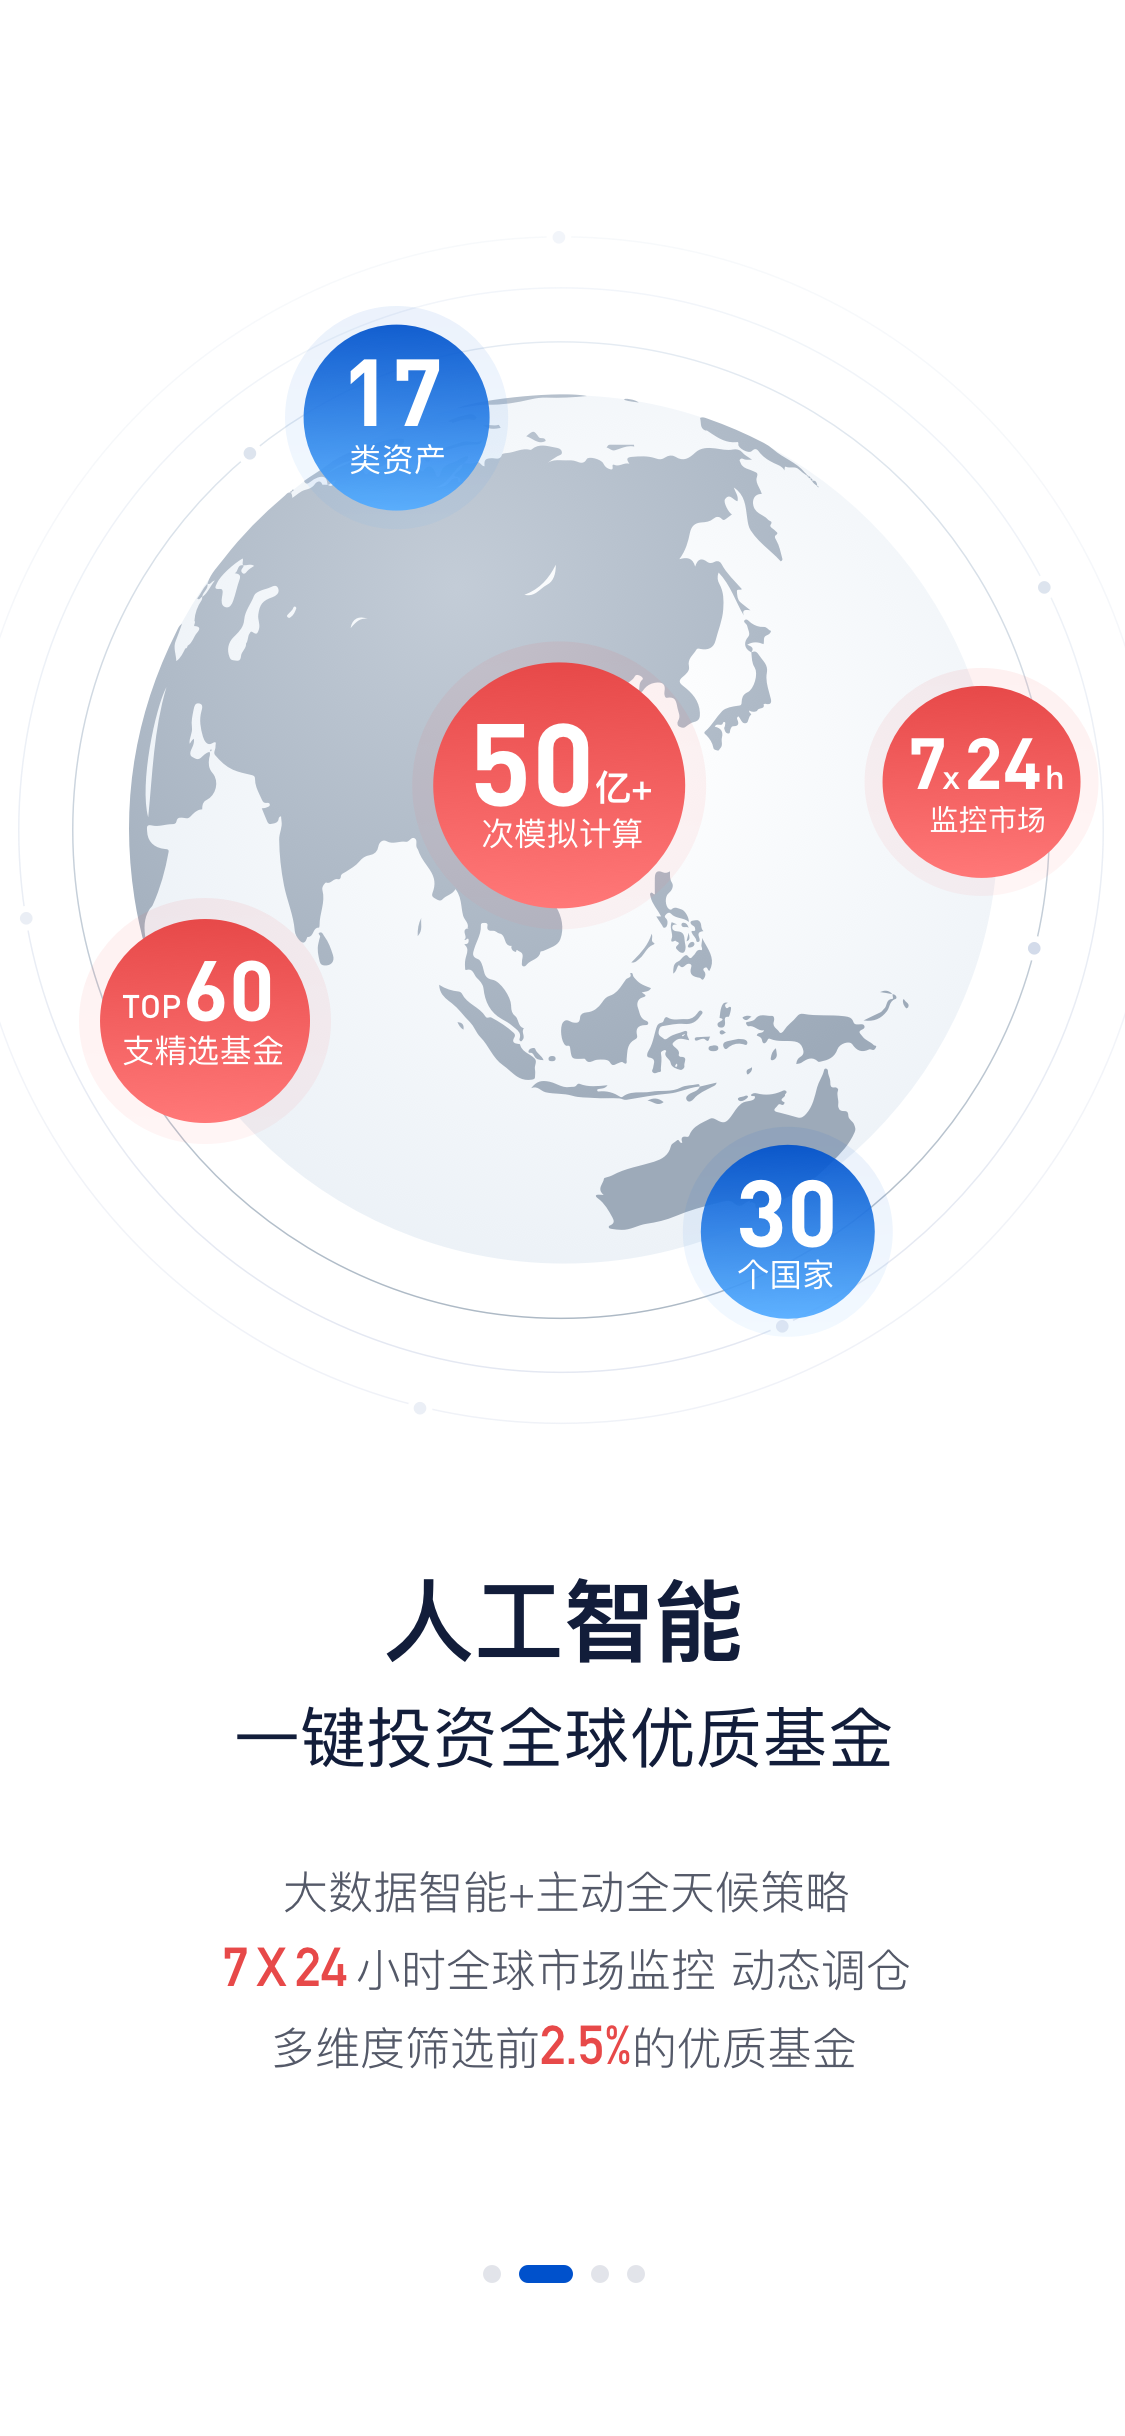 17
类资产
50亿+
次模拟计算
7x24h
监控市场
TOP60
支精选基金
30
个国家
人工智能
一键投资全球优质基金
大数据智能+主动全天候策略
7 X 24 小时全球市场监控 动态调仓
多维度筛选前2.5%的优质基金